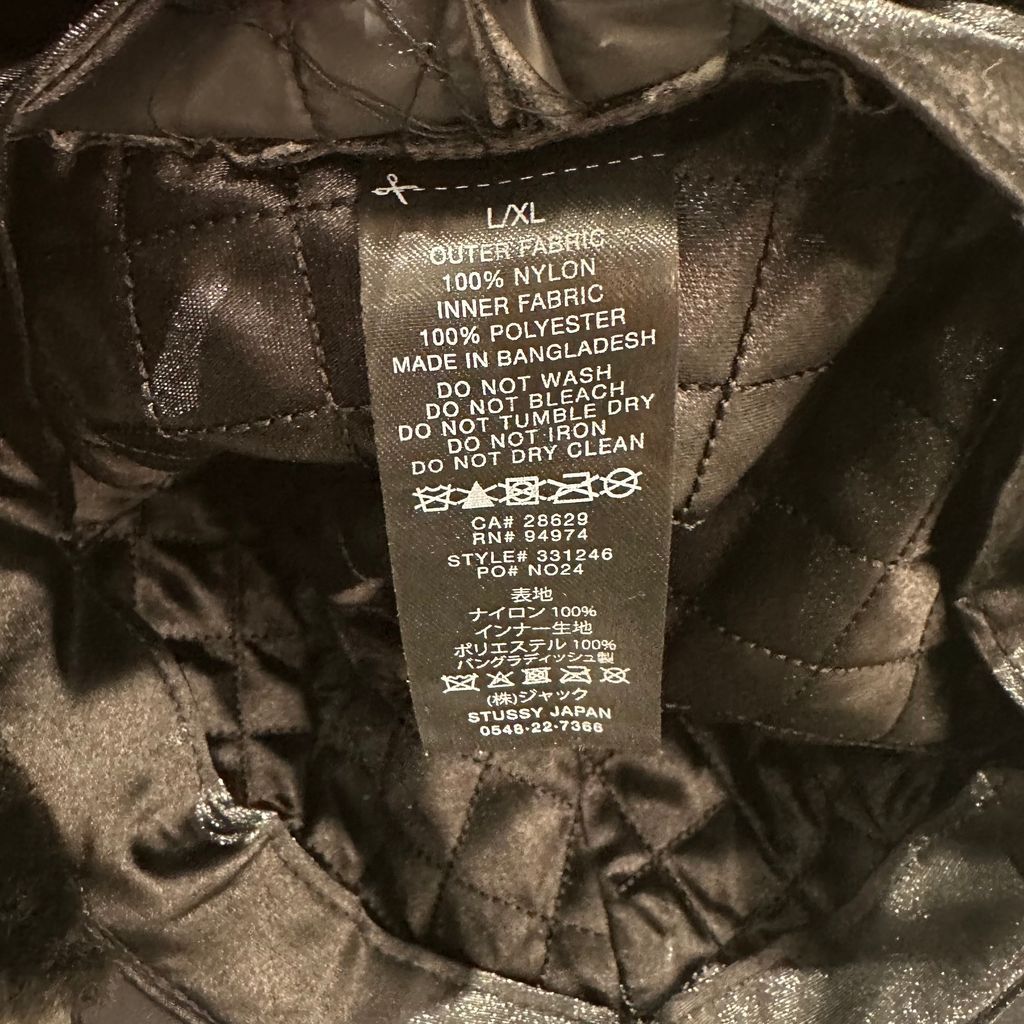 L/XL
OUTER FABRIC
100% NYLON
INNER FABRIC
100% POLYESTER
MADE IN BANGLADESH
DO NOT WASH
DO NOT BLEACH
DO NOT TUMBLE DRY
DO NOT IRON
DO NOT DRY CLEAN
CA# 28629
RN# 94974
STYLE# 331246
PO# NO24
表地
ナイロン 100%
インナー生地
ポリエステル 100%
バングラディッシュ製
(株)ジャック
STUSSY JAPAN
0548-22-7366